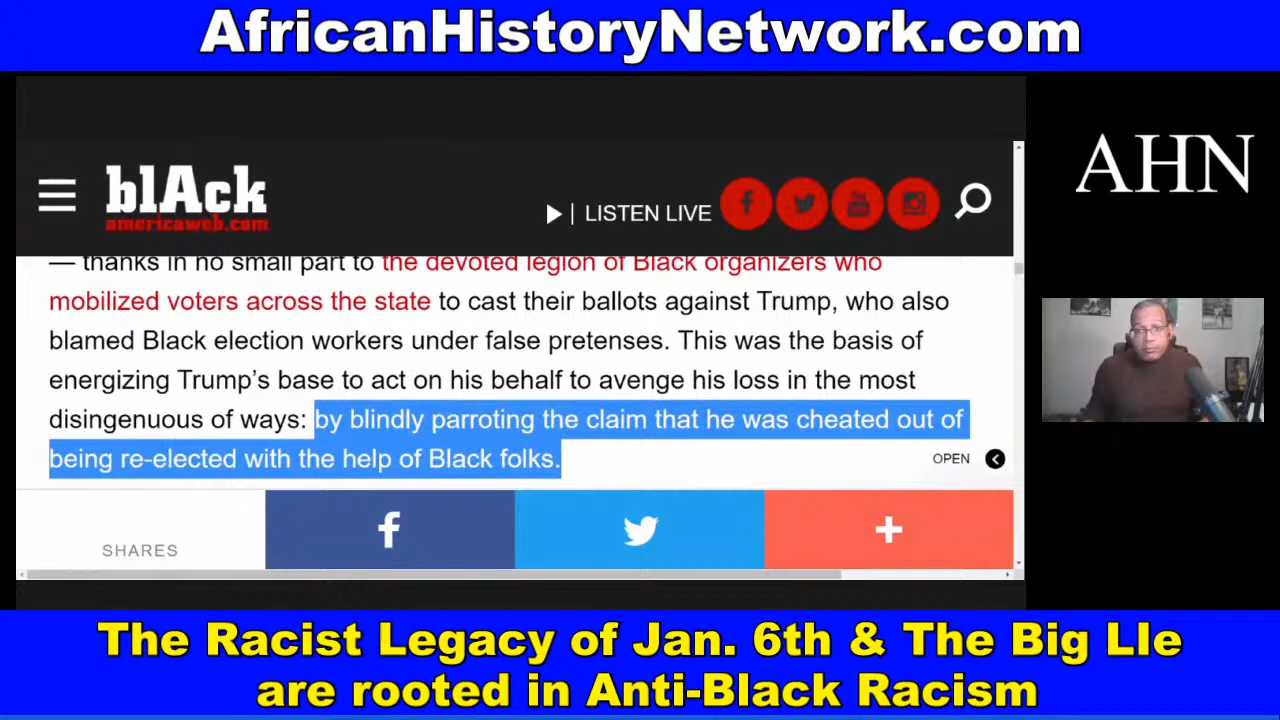 AfricanHistoryNetwork.com
AHN
blAck
americaweb.com
LISTEN LIVE
— thanks in no small part to the devoted legion of Black organizers who
mobilized voters across the state to cast their ballots against Trump, who also
blamed Black election workers under false pretenses. This was the basis of
energizing Trump’s base to act on his behalf to avenge his loss in the most
disingenuous of ways: by blindly parroting the claim that he was cheated out of
being re-elected with the help of Black folks.
OPEN
SHARES
The Racist Legacy of Jan. 6th & The Big LIe
are rooted in Anti-Black Racism